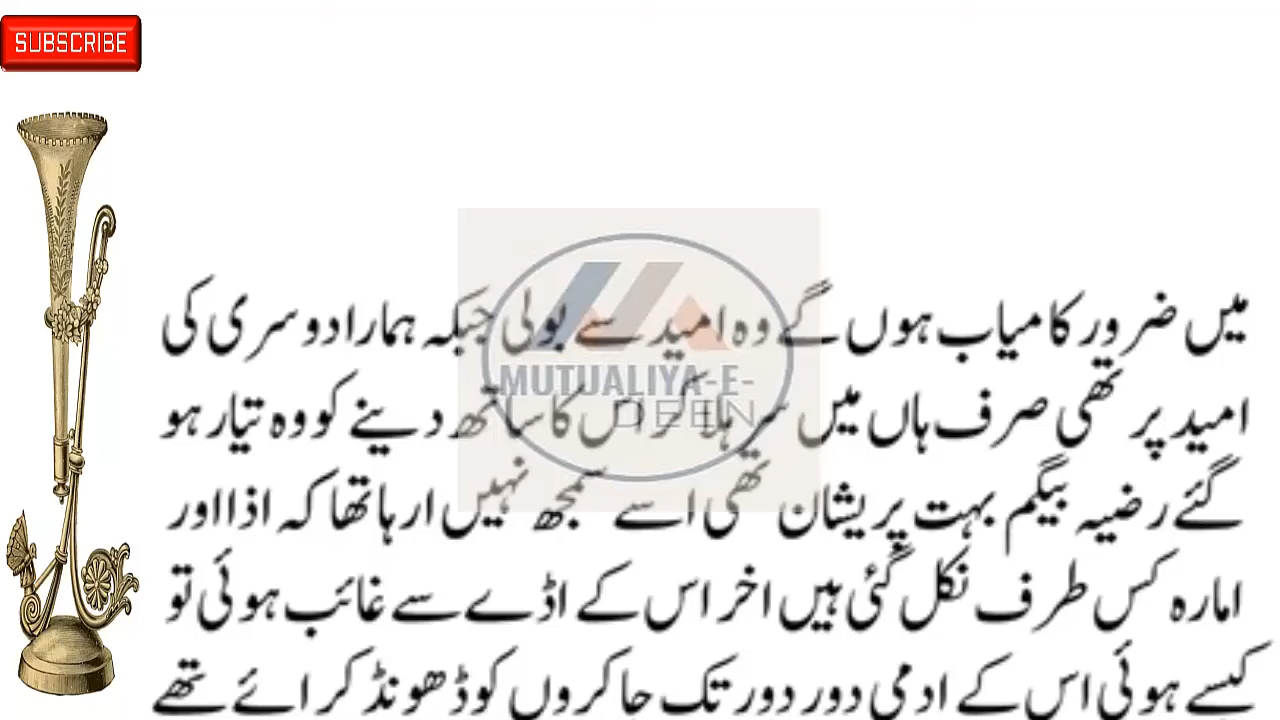 SUBSCRIBE
میں ضرور کامیاب ہوں گے وہ امید سے بولی جبکہ ہمارا دوسری کی
MUTUALIYA-E-
DEEN
امید پر تھی صرف ہاں میں سر ہلا کر اس کا ساتھ دینے کو وہ تیار ہو
گئے رضیہ بیگم بہت پریشان تھی اسے سمجھ نہیں ارہا تھا کہ اذا اور
امارہ کس طرف نکل گئی ہیں اخر اس کے اڈے سے غائب ہوئی تو
کیسے ہوئی اس کے ادمی دور دور تک جا کروں کو ڈھونڈ کر ائے تھے